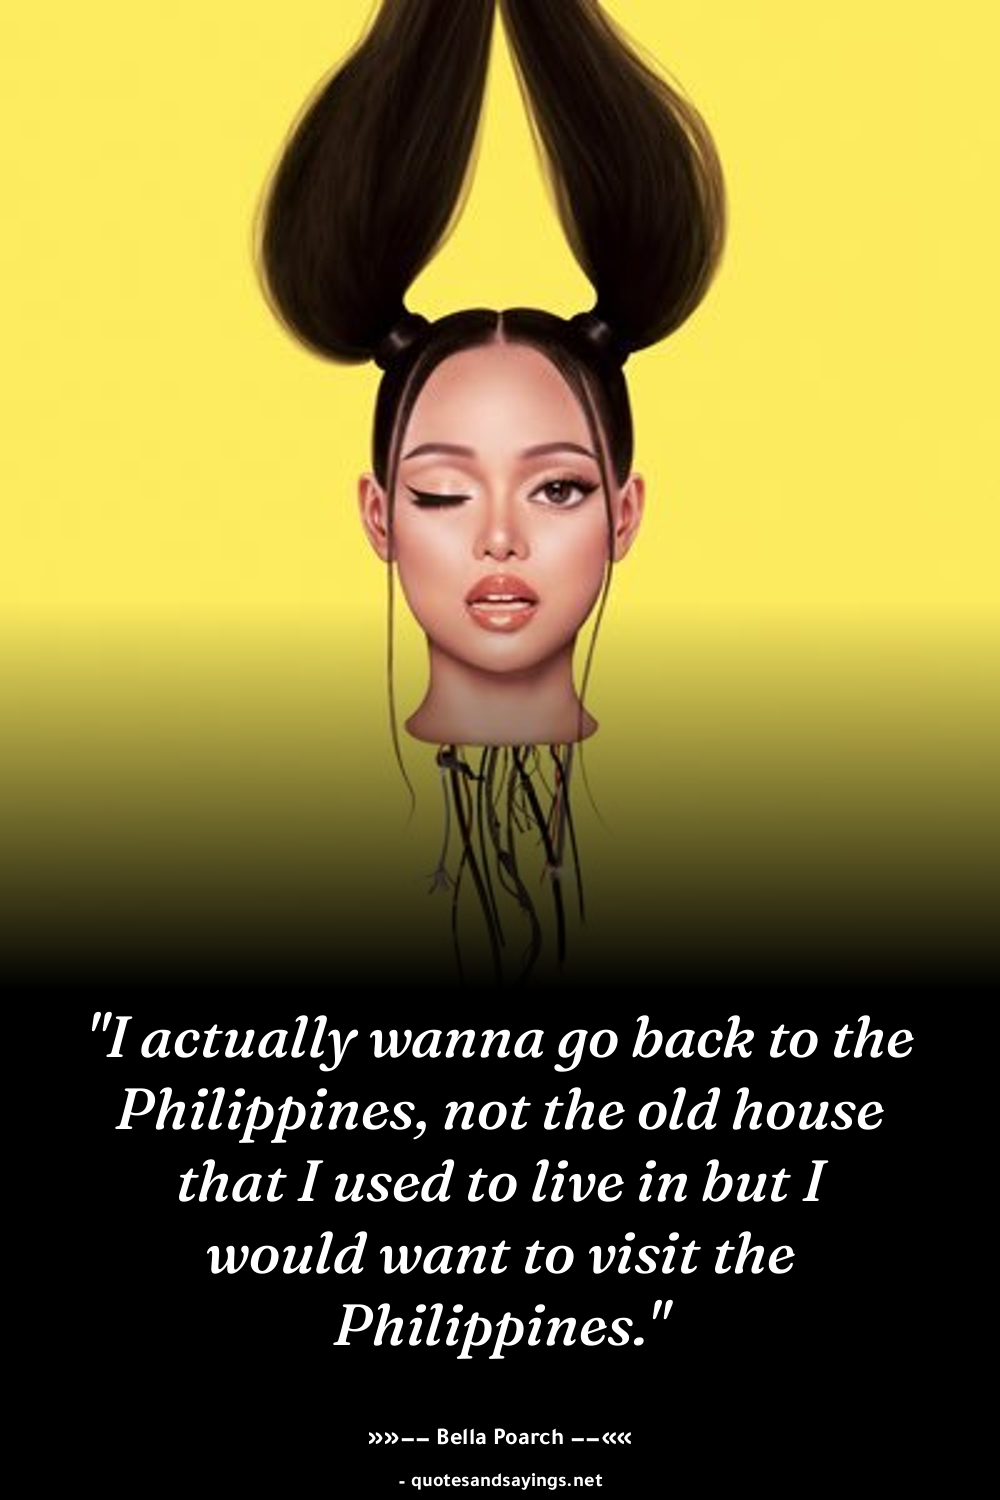 "I actually wanna go back to the
Philippines, not the old house
that I used to live in but I
would want to visit the
Philippines."
»»−− Bella Poarch −−««
- quotesandsayings.net